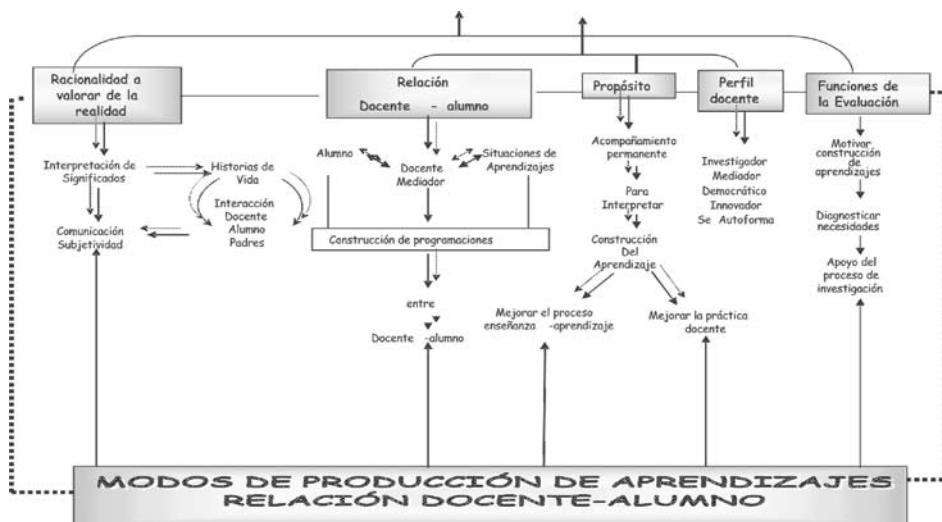 Racionalidad a
valorar de la
realidad
Relación
Docente - alumno
Propósito
Perfil
docente
Funciones de
la Evaluación
Interpretación de
Significados
Historias de
Vida
Interacción
Docente
Alumno
Padres
Comunicación
Subjetividad
Alumno
Docente
Mediador
Situaciones de
Aprendizajes
Construcción de programaciones
entre
Docente -alumno
Acompañamiento
permanente
Para
Interpretar
Construcción
Del
Aprendizaje
Mejorar el proceso
enseñanza -aprendizaje
Mejorar la práctica
docente
Investigador
Mediador
Democrático
Innovador
Se Autoforma
Motivar
construcción
de
aprendizajes
Diagnosticar
necesidades
Apoyo del
proceso de
investigación
MODOS DE PRODUCCIÓN DE APRENDIZAJES
RELACIÓN DOCENTE-ALUMNO